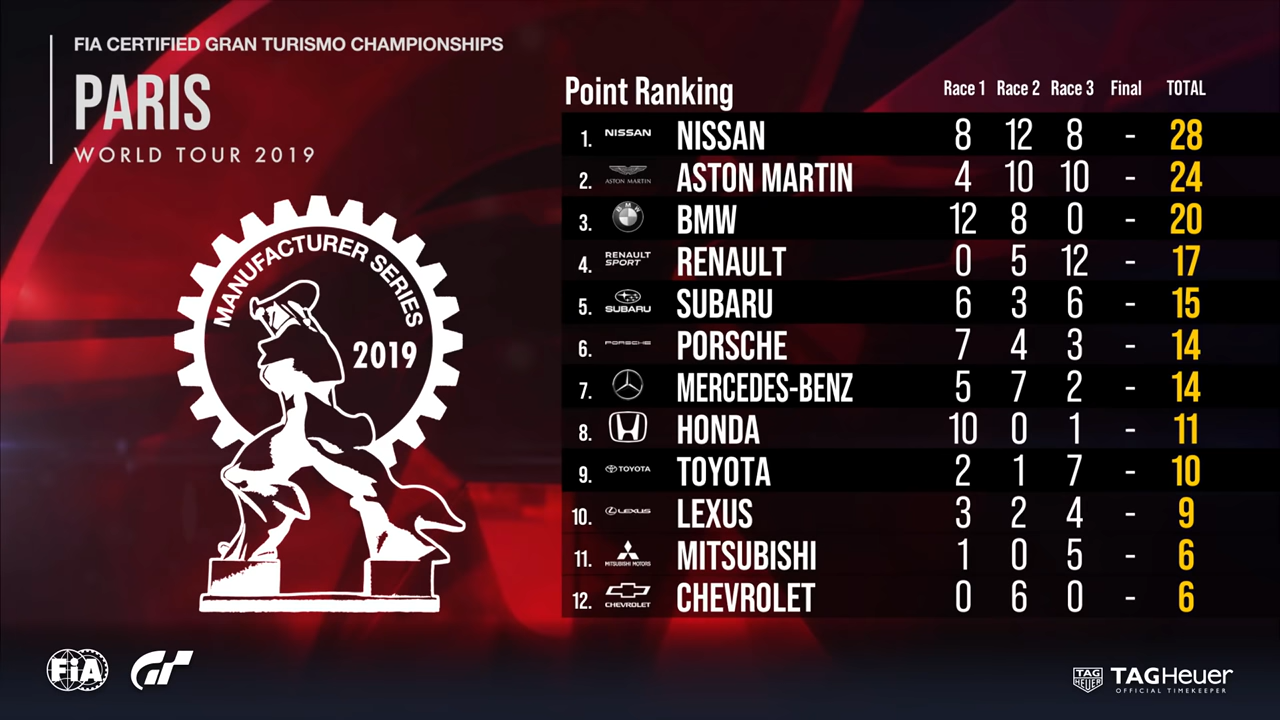 FIA CERTIFIED GRAN TURISMO CHAMPIONSHIPS
PARIS
WORLD TOUR 2019
MANUFACTURER SERIES
2019
Point Ranking Race 1 Race 2 Race 3 Final TOTAL
1. NISSAN NISSAN 8 12 8 - 28
2. ASTON MARTIN ASTON MARTIN 4 10 10 - 24
3. BMW BMW 12 8 0 - 20
4. RENAULT SPORT RENAULT 0 5 12 - 17
5. SUBARU SUBARU 6 3 6 - 15
6. PORSCHE PORSCHE 7 4 3 - 14
7. MERCEDES-BENZ 5 7 2 - 14
8. HONDA 10 0 1 - 11
9. TOYOTA TOYOTA 2 1 7 - 10
10. LEXUS LEXUS 3 2 4 - 9
11. MITSUBISHI MOTORS MITSUBISHI 1 0 5 - 6
12. CHEVROLET CHEVROLET 0 6 0 - 6
FiA GT
TAG HEUER TAGHeuer
OFFICIAL TIMEKEEPER